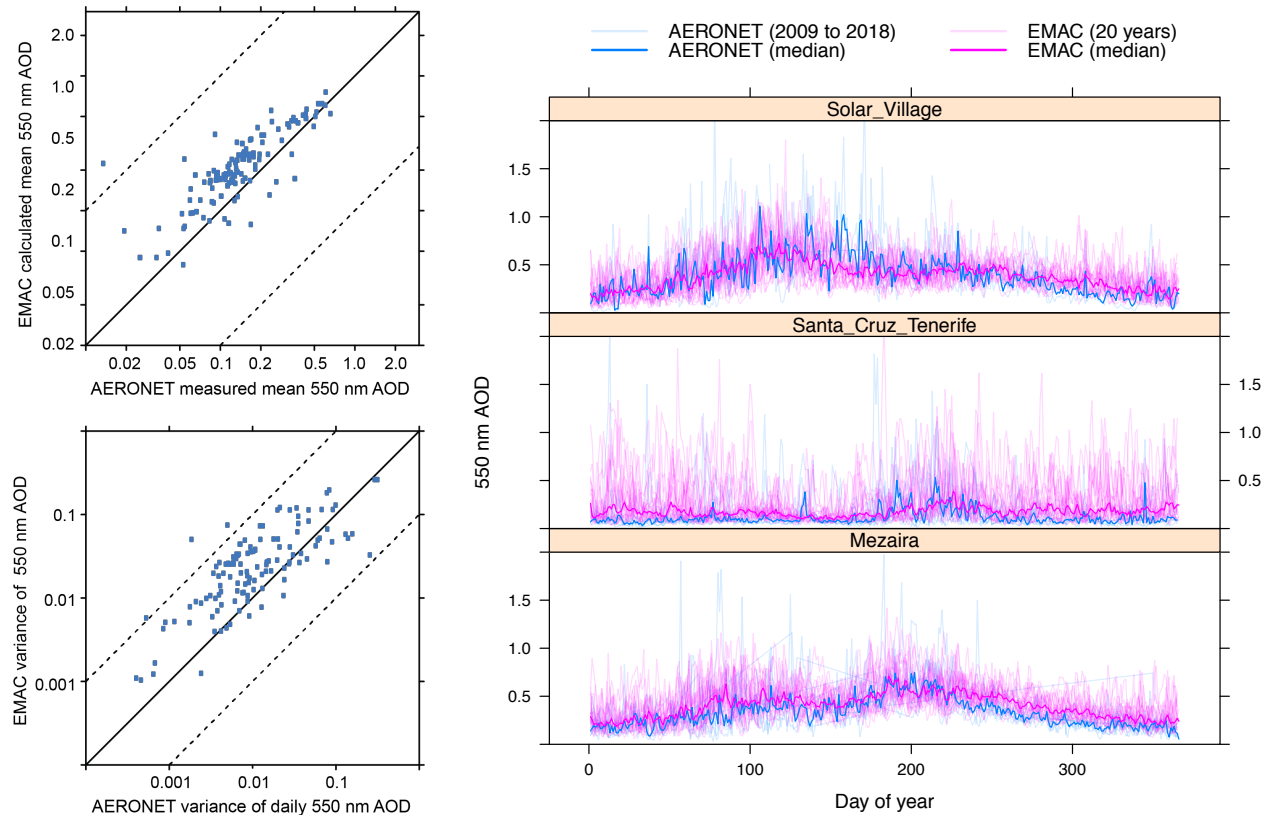 EMAC calculated mean 550 nm AOD
2.0
1.0
0.5
0.2
0.1
0.05
0.02
0.02 0.05 0.1 0.2 0.5 1.0 2.0
AERONET measured mean 550 nm AOD
EMAC variance of 550 nm AOD
0.1
0.01
0.001
0.001 0.01 0.1
AERONET variance of daily 550 nm AOD
AERONET (2009 to 2018) EMAC (20 years)
AERONET (median) EMAC (median)
550 nm AOD
Solar_Village
1.5
1.0
0.5
Santa_Cruz_Tenerife
1.5
1.0
0.5
Mezaira
1.5
1.0
0.5
0 100 200 300
Day of year